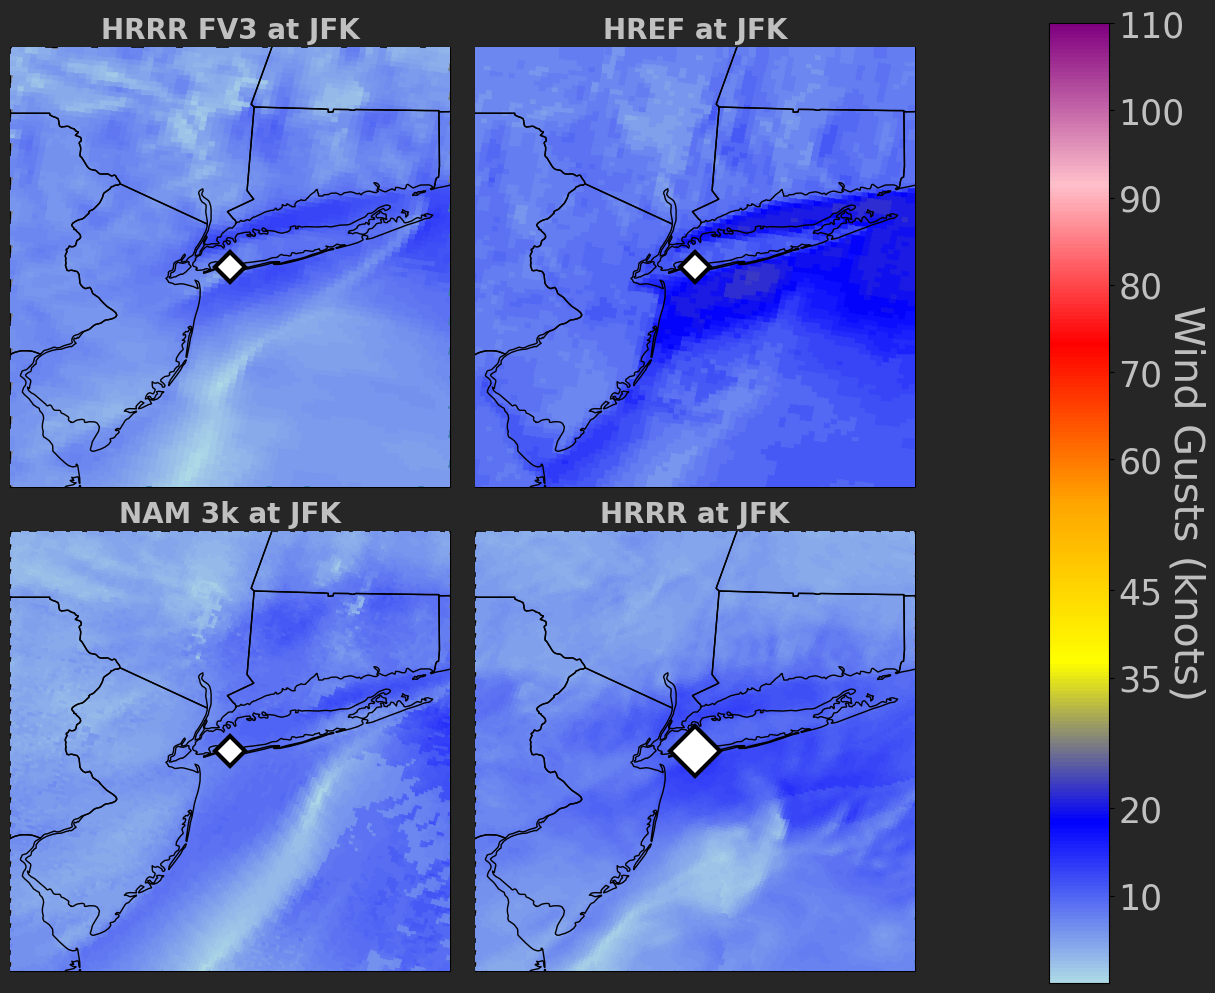 HRRR FV3 at JFK
HREF at JFK
NAM 3k at JFK
HRRR at JFK
110
100
90
80
70
60
45
35
20
10
Wind Gusts (knots)